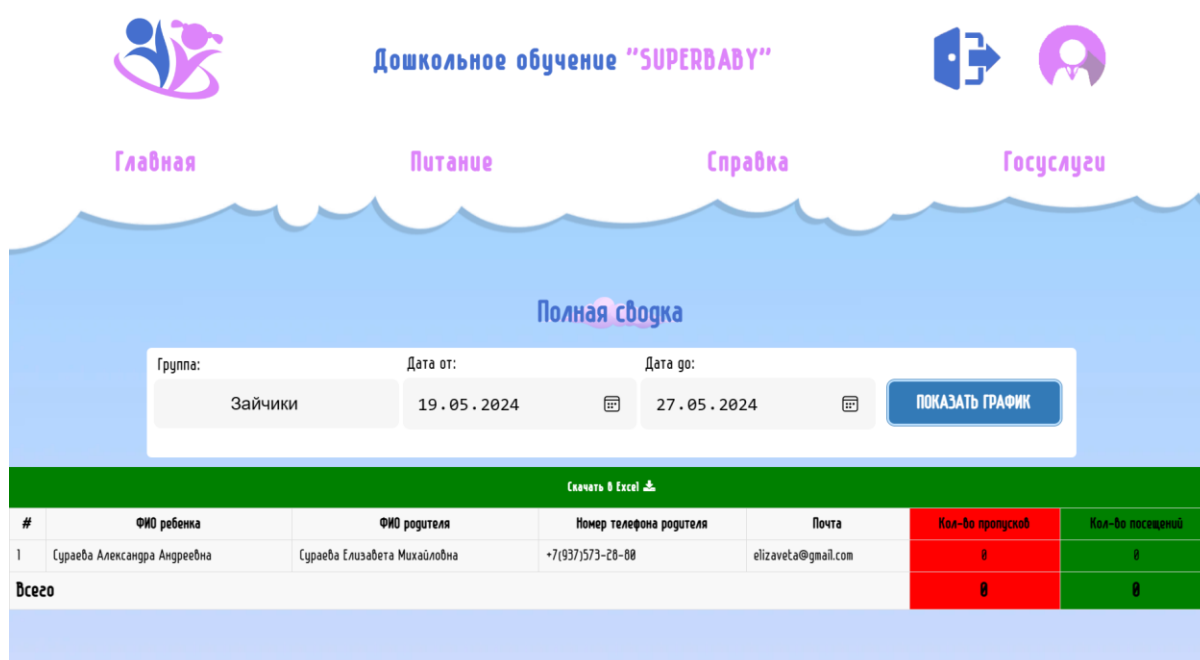 Дошкольное обучение "SUPERBABY"
Главная Питание Справка Госуслуги
Полная сводка
Группа: Дата от: Дата до:
Зайчики 19.05.2024 27.05.2024 ПОКАЗАТЬ ГРАФИК
Скачать в Excel
# ФИО ребенка ФИО родителя Номер телефона родителя Почта Кол-во пропусков Кол-во посещений
1 Сураева Александра Андреевна Сураева Елизавета Михайловна +7(937)573-28-80 elizaveta@gmail.com 0 0
Всего 0 0